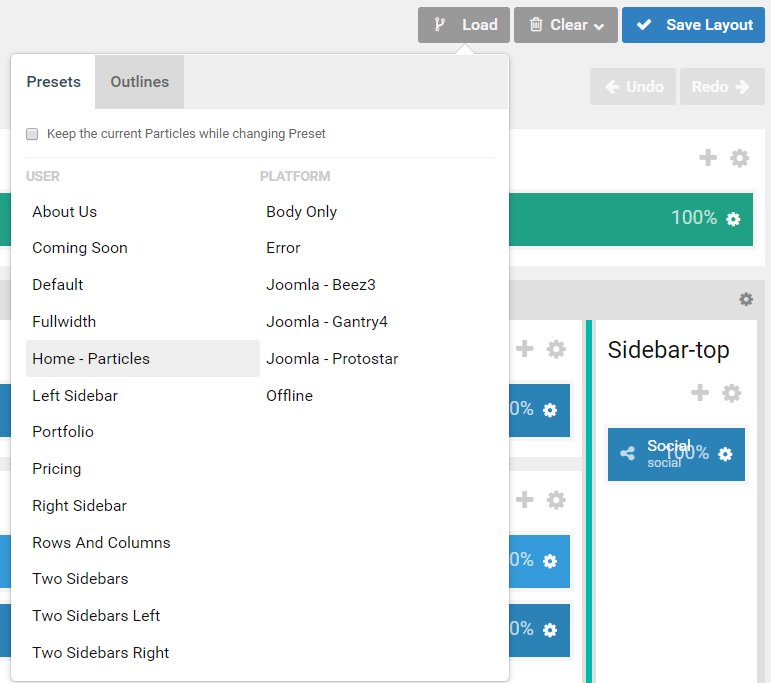 Load
Clear
Save Layout
Presets
Outlines
Undo
Redo
Keep the current Particles while changing Preset
USER
PLATFORM
About Us
Body Only
100%
Coming Soon
Error
Default
Joomla - Beez3
Fullwidth
Joomla - Gantry4
Home - Particles
Joomla - Protostar
Sidebar-top
Left Sidebar
Offline
0%
Portfolio
Social
100%
social
Pricing
Right Sidebar
Rows And Columns
0%
Two Sidebars
Two Sidebars Left
0%
Two Sidebars Right